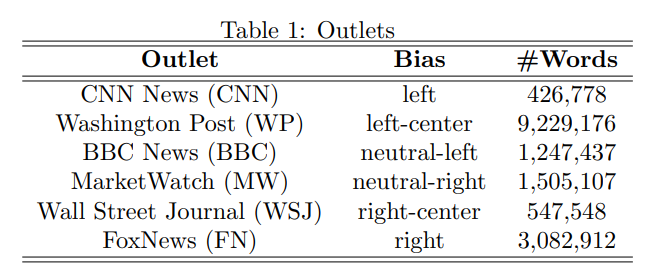 Table 1: Outlets
Outlet Bias #Words
CNN News (CNN) left 426,778
Washington Post (WP) left-center 9,229,176
BBC News (BBC) neutral-left 1,247,437
MarketWatch (MW) neutral-right 1,505,107
Wall Street Journal (WSJ) right-center 547,548
FoxNews (FN) right 3,082,912